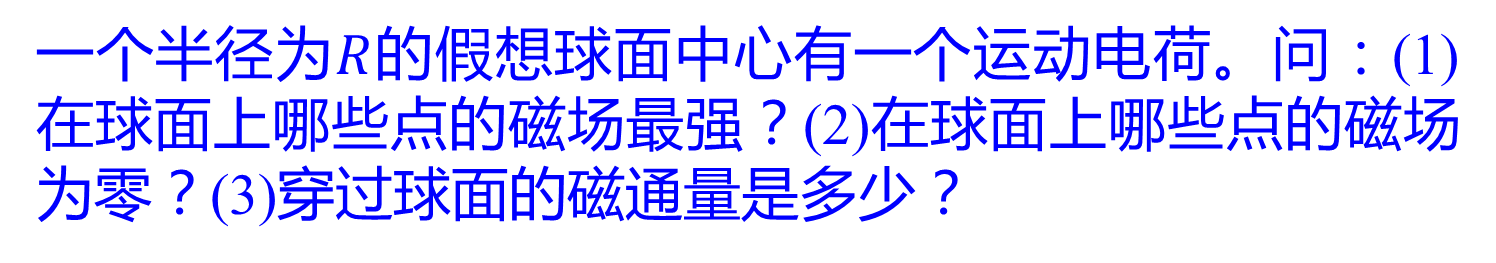 一个半径为R的假想球面中心有一个运动电荷。问：(1)
在球面上哪些点的磁场最强？(2)在球面上哪些点的磁场
为零？(3)穿过球面的磁通量是多少？